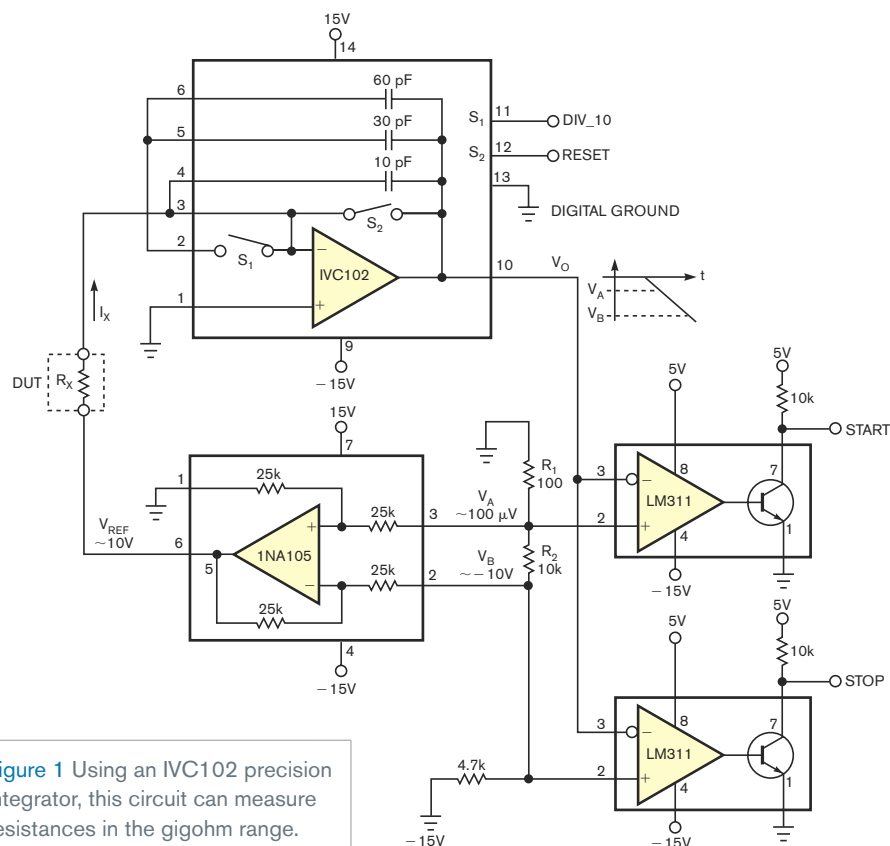 15V
14
60 pF
6
30 pF
5
10 pF
4
3
2
S1
S2
IVC102
−
+
1
9
−15V
S1
11
DIV_10
S2
12
RESET
13
DIGITAL GROUND
10
VO
VA
VB
t
IX
DUT
RX
15V
7
1
25k
VREF
~10V
6
5
1NA105
+
−
25k
25k
25k
3
2
4
−15V
VA
~100 µV
VB
~−10V
R1
100
R2
10k
5V
8
3
−
2
+
LM311
4
−15V
5V
10k
START
7
1
5V
8
3
−
2
+
LM311
4
−15V
5V
10k
STOP
7
1
4.7k
−15V
igure 1 Using an IVC102 precision
ntegrator, this circuit can measure
esistances in the gigohm range.